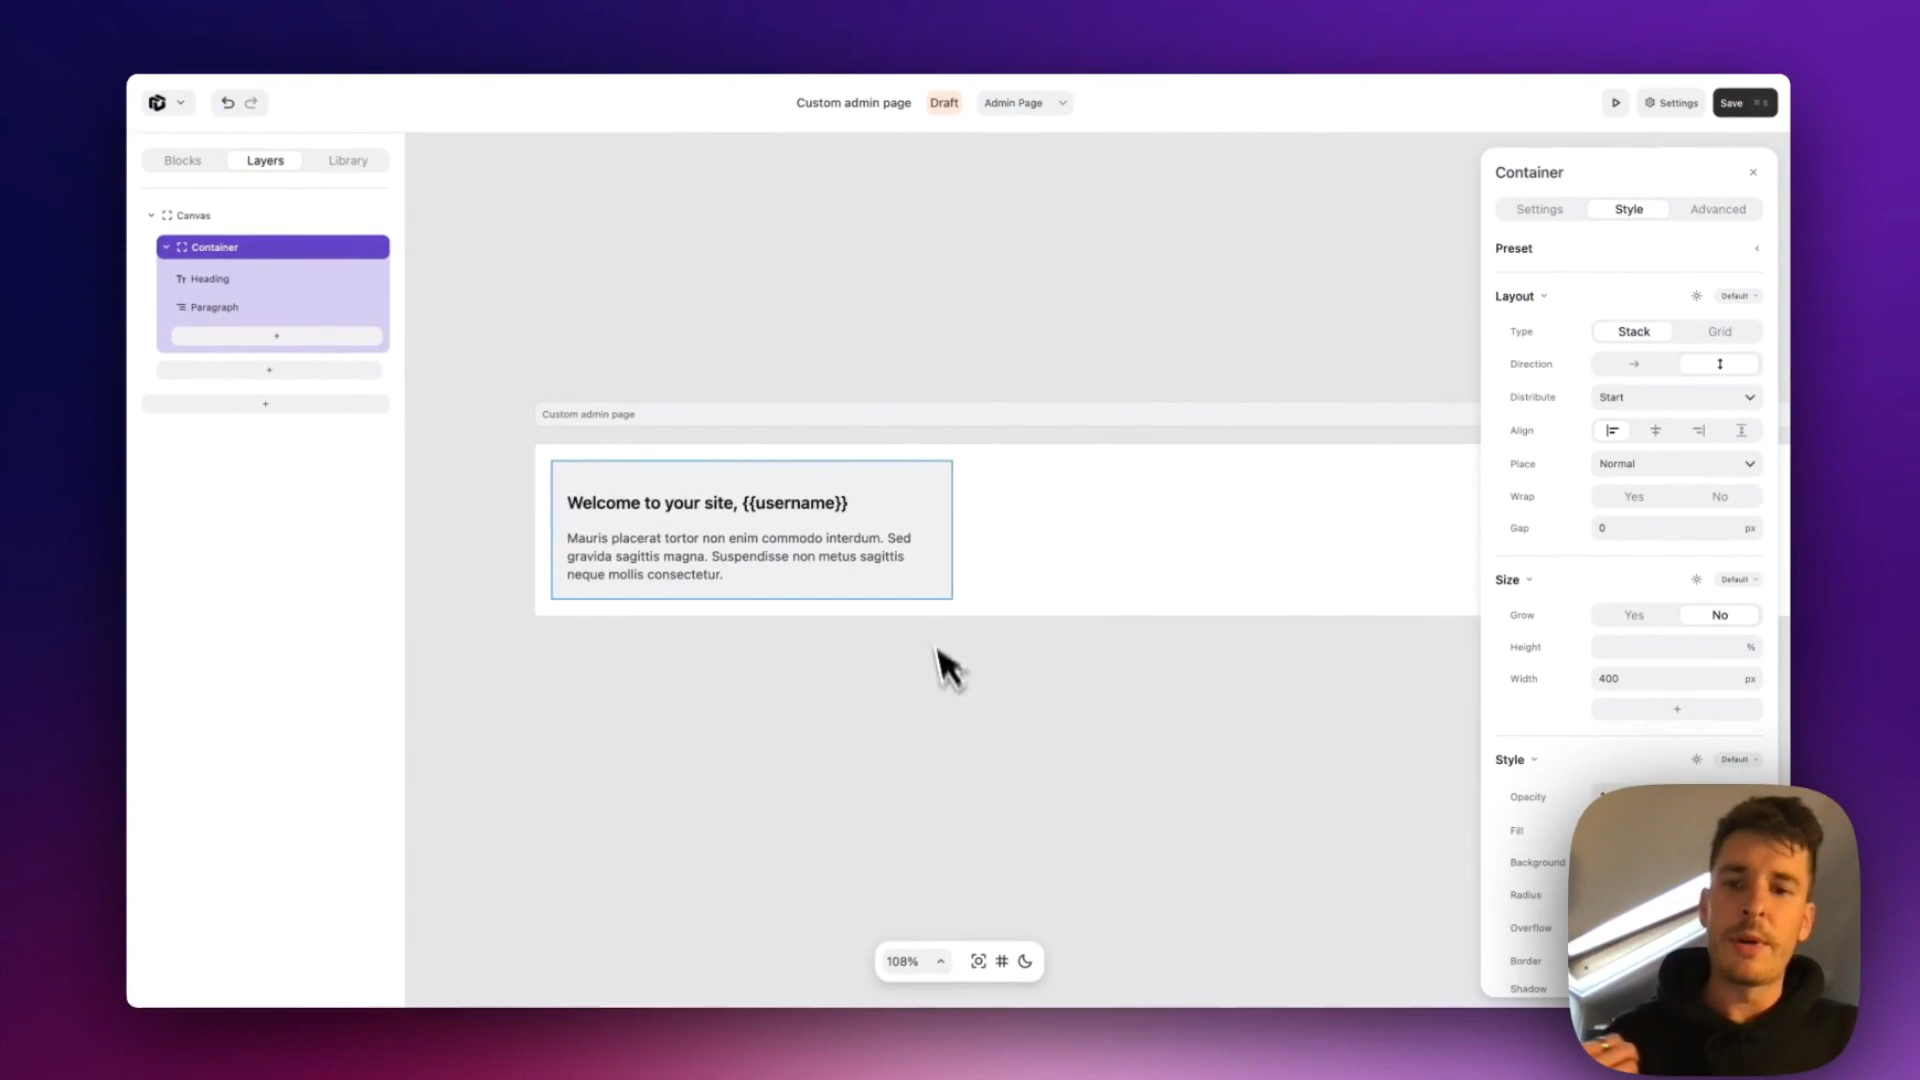 Custom admin page
Draft
Admin Page
Settings
Save ⌘ S
Blocks
Layers
Library
Canvas
Container
Tr Heading
Paragraph
+
+
+
Custom admin page
Welcome to your site, {{username}}
Mauris placerat tortor non enim commodo interdum. Sed
gravida sagittis magna. Suspendisse non metus sagittis
neque mollis consectetur.
108%
Container
Settings
Style
Advanced
Preset
Layout
Default
Type
Stack
Grid
Direction
Distribute
Start
Align
Place
Normal
Wrap
Yes
No
Gap
0
px
Size
Default
Grow
Yes
No
Height
%
Width
400
px
+
Style
Default
Opacity
Fill
Background
Radius
Overflow
Border
Shadow